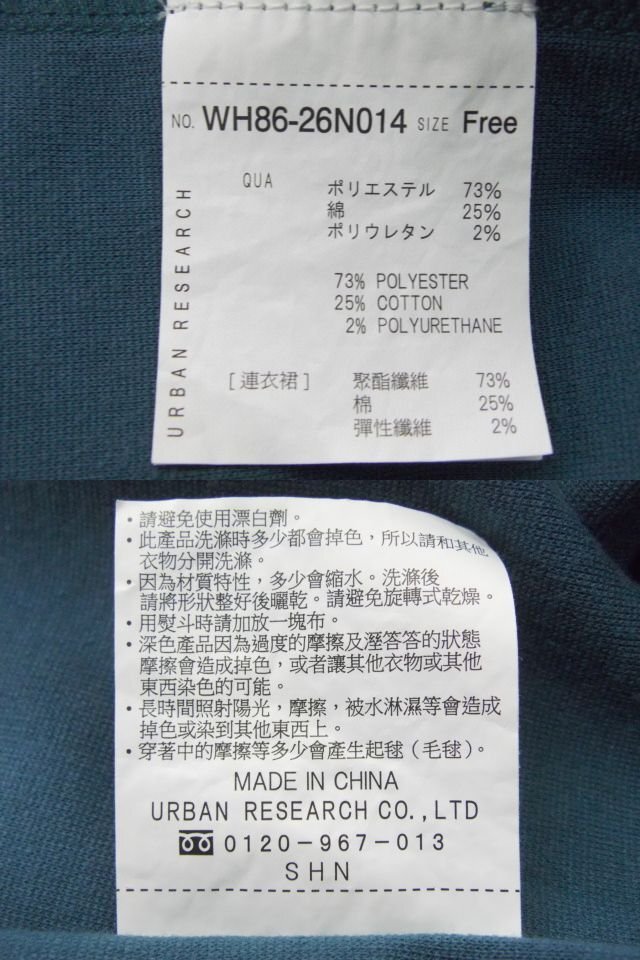 NO. WH86-26N014 SIZE Free
URBAN RESEARCH
QUA
ポリエステル 73%
綿 25%
ポリウレタン 2%
73% POLYESTER
25% COTTON
2% POLYURETHANE
[連衣裙] 聚酯纖維 73%
棉 25%
彈性纖維 2%
・請避免使用漂白劑。
・此產品洗滌時多少都會掉色，所以請和其他
衣物分開洗滌。
・因為材質特性，多少會縮水。洗滌後
請將形狀整好後曬乾。請避免旋轉式乾燥。
・用熨斗時請加放一塊布。
・深色產品因為過度的摩擦及溼答答的狀態
摩擦會造成掉色，或者讓其他衣物或其他
東西染色的可能。
・長時間照射陽光，摩擦，被水淋濕等會造成
掉色或染到其他東西上。
・穿著中的摩擦等多少會產生起毬（毛毬）。
MADE IN CHINA
URBAN RESEARCH CO.,LTD
0120-967-013
SHN